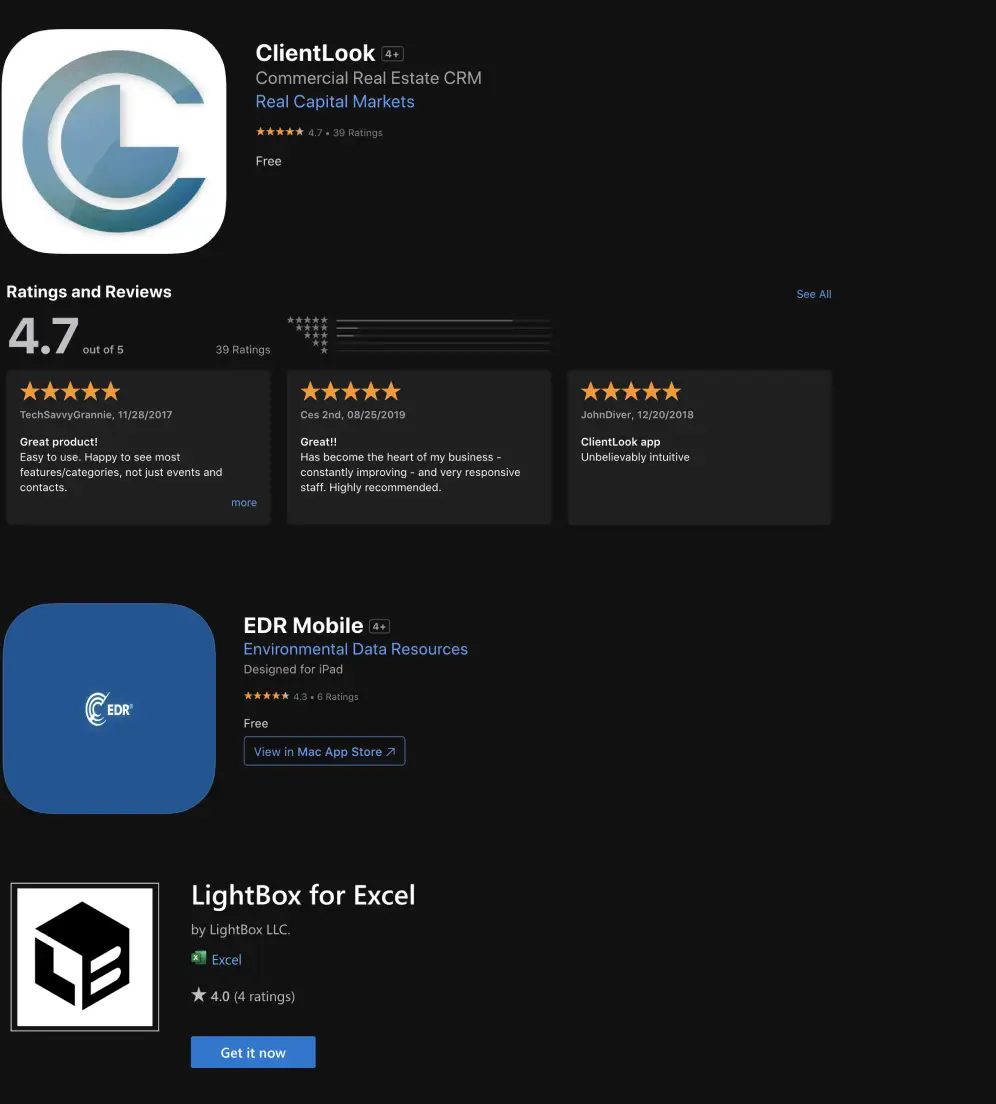 ClientLook 4+
Commercial Real Estate CRM
Real Capital Markets
★★★★★ 4.7 • 39 Ratings
Free
Ratings and Reviews
See All
4.7 out of 5
39 Ratings
★★★★★
★★★★
★★★
★★
★
★★★★★
TechSavvyGrannie, 11/28/2017
Great product!
Easy to use. Happy to see most
features/categories, not just events and
contacts.
more
★★★★★
Ces 2nd, 08/25/2019
Great!!
Has become the heart of my business -
constantly improving - and very responsive
staff. Highly recommended.
★★★★★
JohnDiver, 12/20/2018
ClientLook app
Unbelievably intuitive
EDR®
EDR Mobile 4+
Environmental Data Resources
Designed for iPad
★★★★★ 4.3 • 6 Ratings
Free
View in Mac App Store ↗
LB
LightBox for Excel
by LightBox LLC.
Excel
★ 4.0 (4 ratings)
Get it now